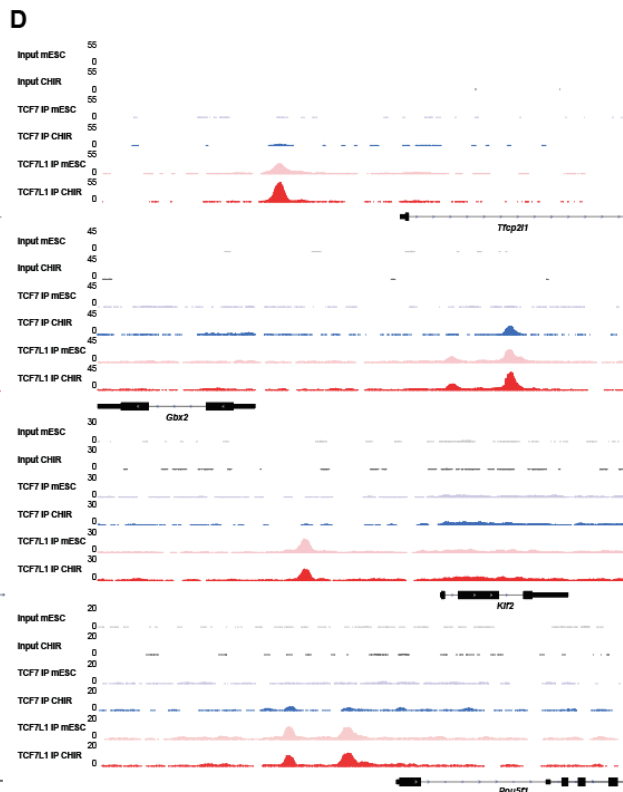 D
Input mESC 55 0
Input CHIR 55 0
TCF7 IP mESC 55 0
TCF7 IP CHIR 55 0
TCF7L1 IP mESC 55 0
TCF7L1 IP CHIR 55 0
Tfcp2l1
Input mESC 45 0
Input CHIR 45 0
TCF7 IP mESC 45 0
TCF7 IP CHIR 45 0
TCF7L1 IP mESC 45 0
TCF7L1 IP CHIR 45 0
Gbx2
Input mESC 30 0
Input CHIR 30 0
TCF7 IP mESC 30 0
TCF7 IP CHIR 30 0
TCF7L1 IP mESC 30 0
TCF7L1 IP CHIR 30 0
Klf2
Input mESC 20 0
Input CHIR 20 0
TCF7 IP mESC 20 0
TCF7 IP CHIR 20 0
TCF7L1 IP mESC 20 0
TCF7L1 IP CHIR 20 0
Pou5f1